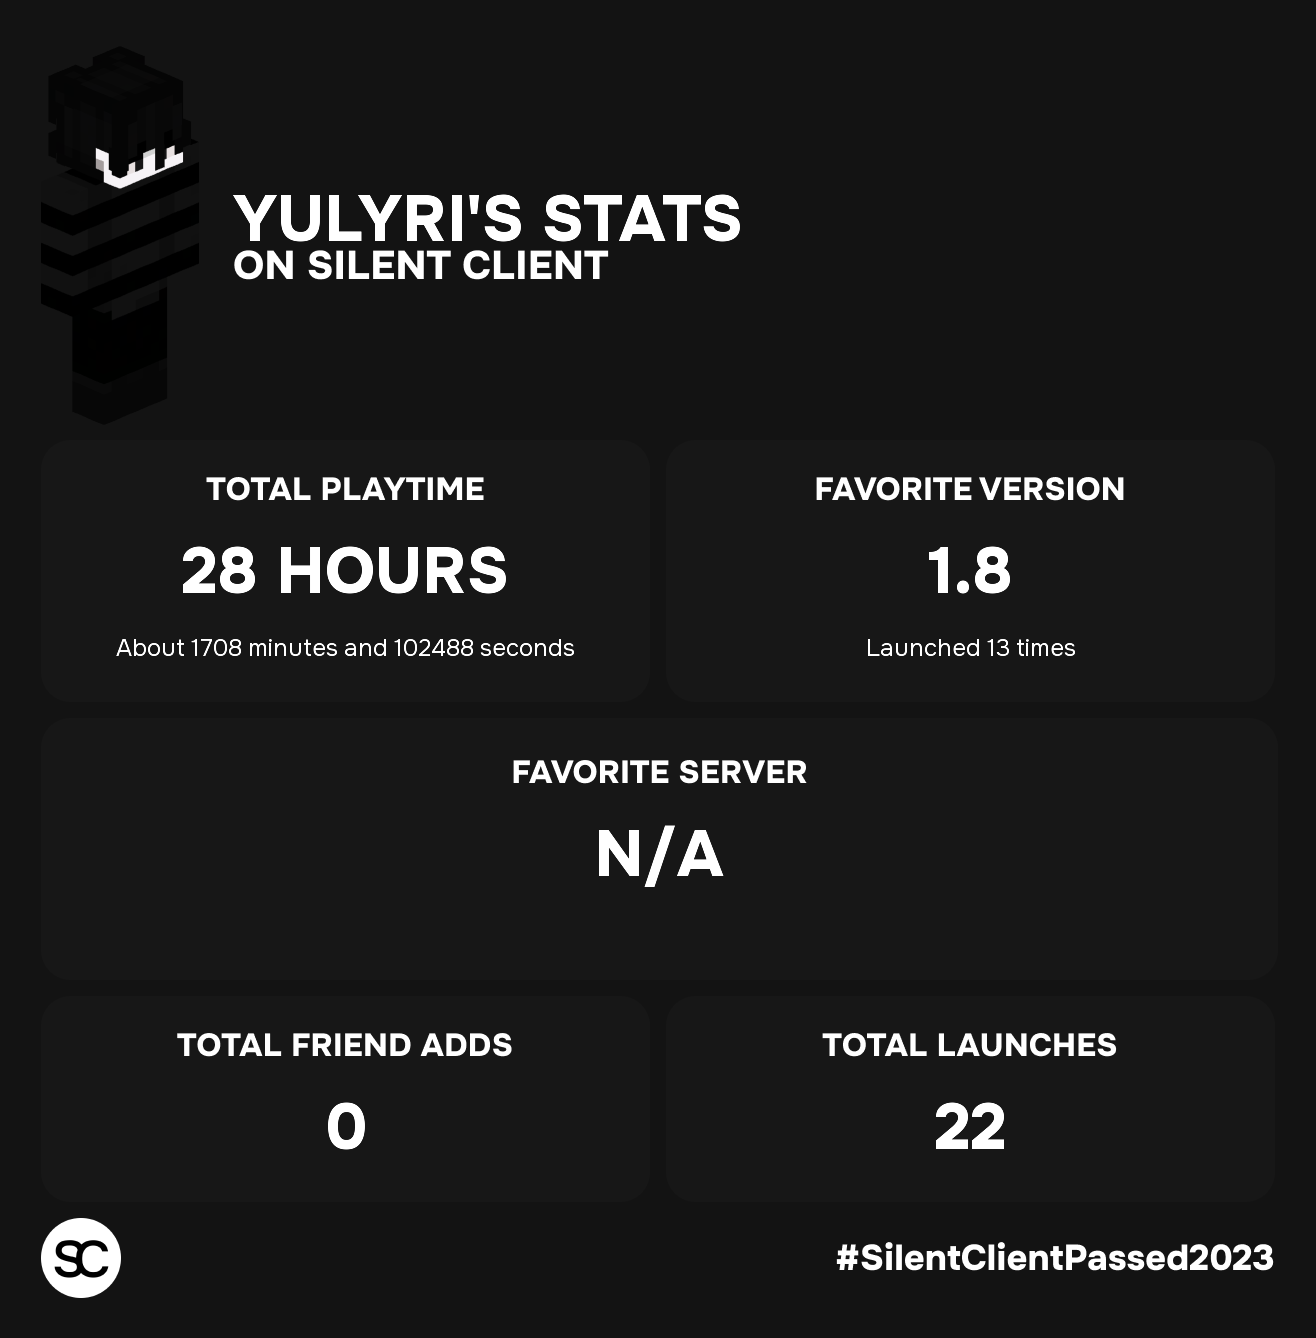 YULYRI'S STATS
ON SILENT CLIENT
TOTAL PLAYTIME
28 HOURS
About 1708 minutes and 102488 seconds
FAVORITE VERSION
1.8
Launched 13 times
FAVORITE SERVER
N/A
TOTAL FRIEND ADDS
0
TOTAL LAUNCHES
22
SC
#SilentClientPassed2023